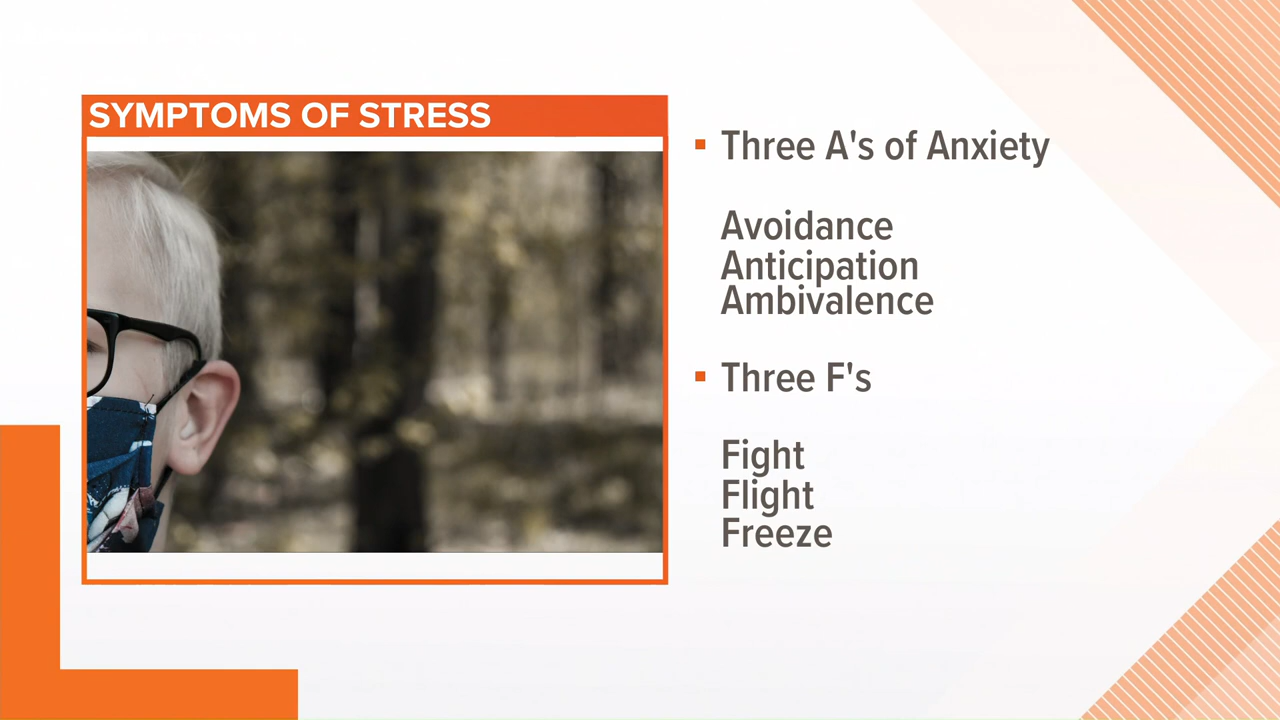 SYMPTOMS OF STRESS
Three A's of Anxiety
Avoidance
Anticipation
Ambivalence
Three F's
Fight
Flight
Freeze